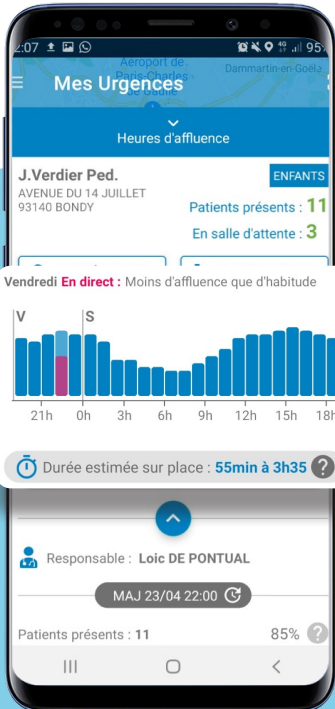 2:07 95
Aéroport de
Paris-Charles
de Gaulle
Dammartin-en-Goële
Mes Urgences
Heures d'affluence
J.Verdier Ped.
ENFANTS
AVENUE DU 14 JUILLET
93140 BONDY
Patients présents : 11
En salle d'attente : 3
Vendredi En direct : Moins d'affluence que d'habitude
V S
21h 0h 3h 6h 9h 12h 15h 18h
Durée estimée sur place : 55min à 3h35 ?
Responsable : Loic DE PONTUAL
MAJ 23/04 22:00
Patients présents : 11 85% ?